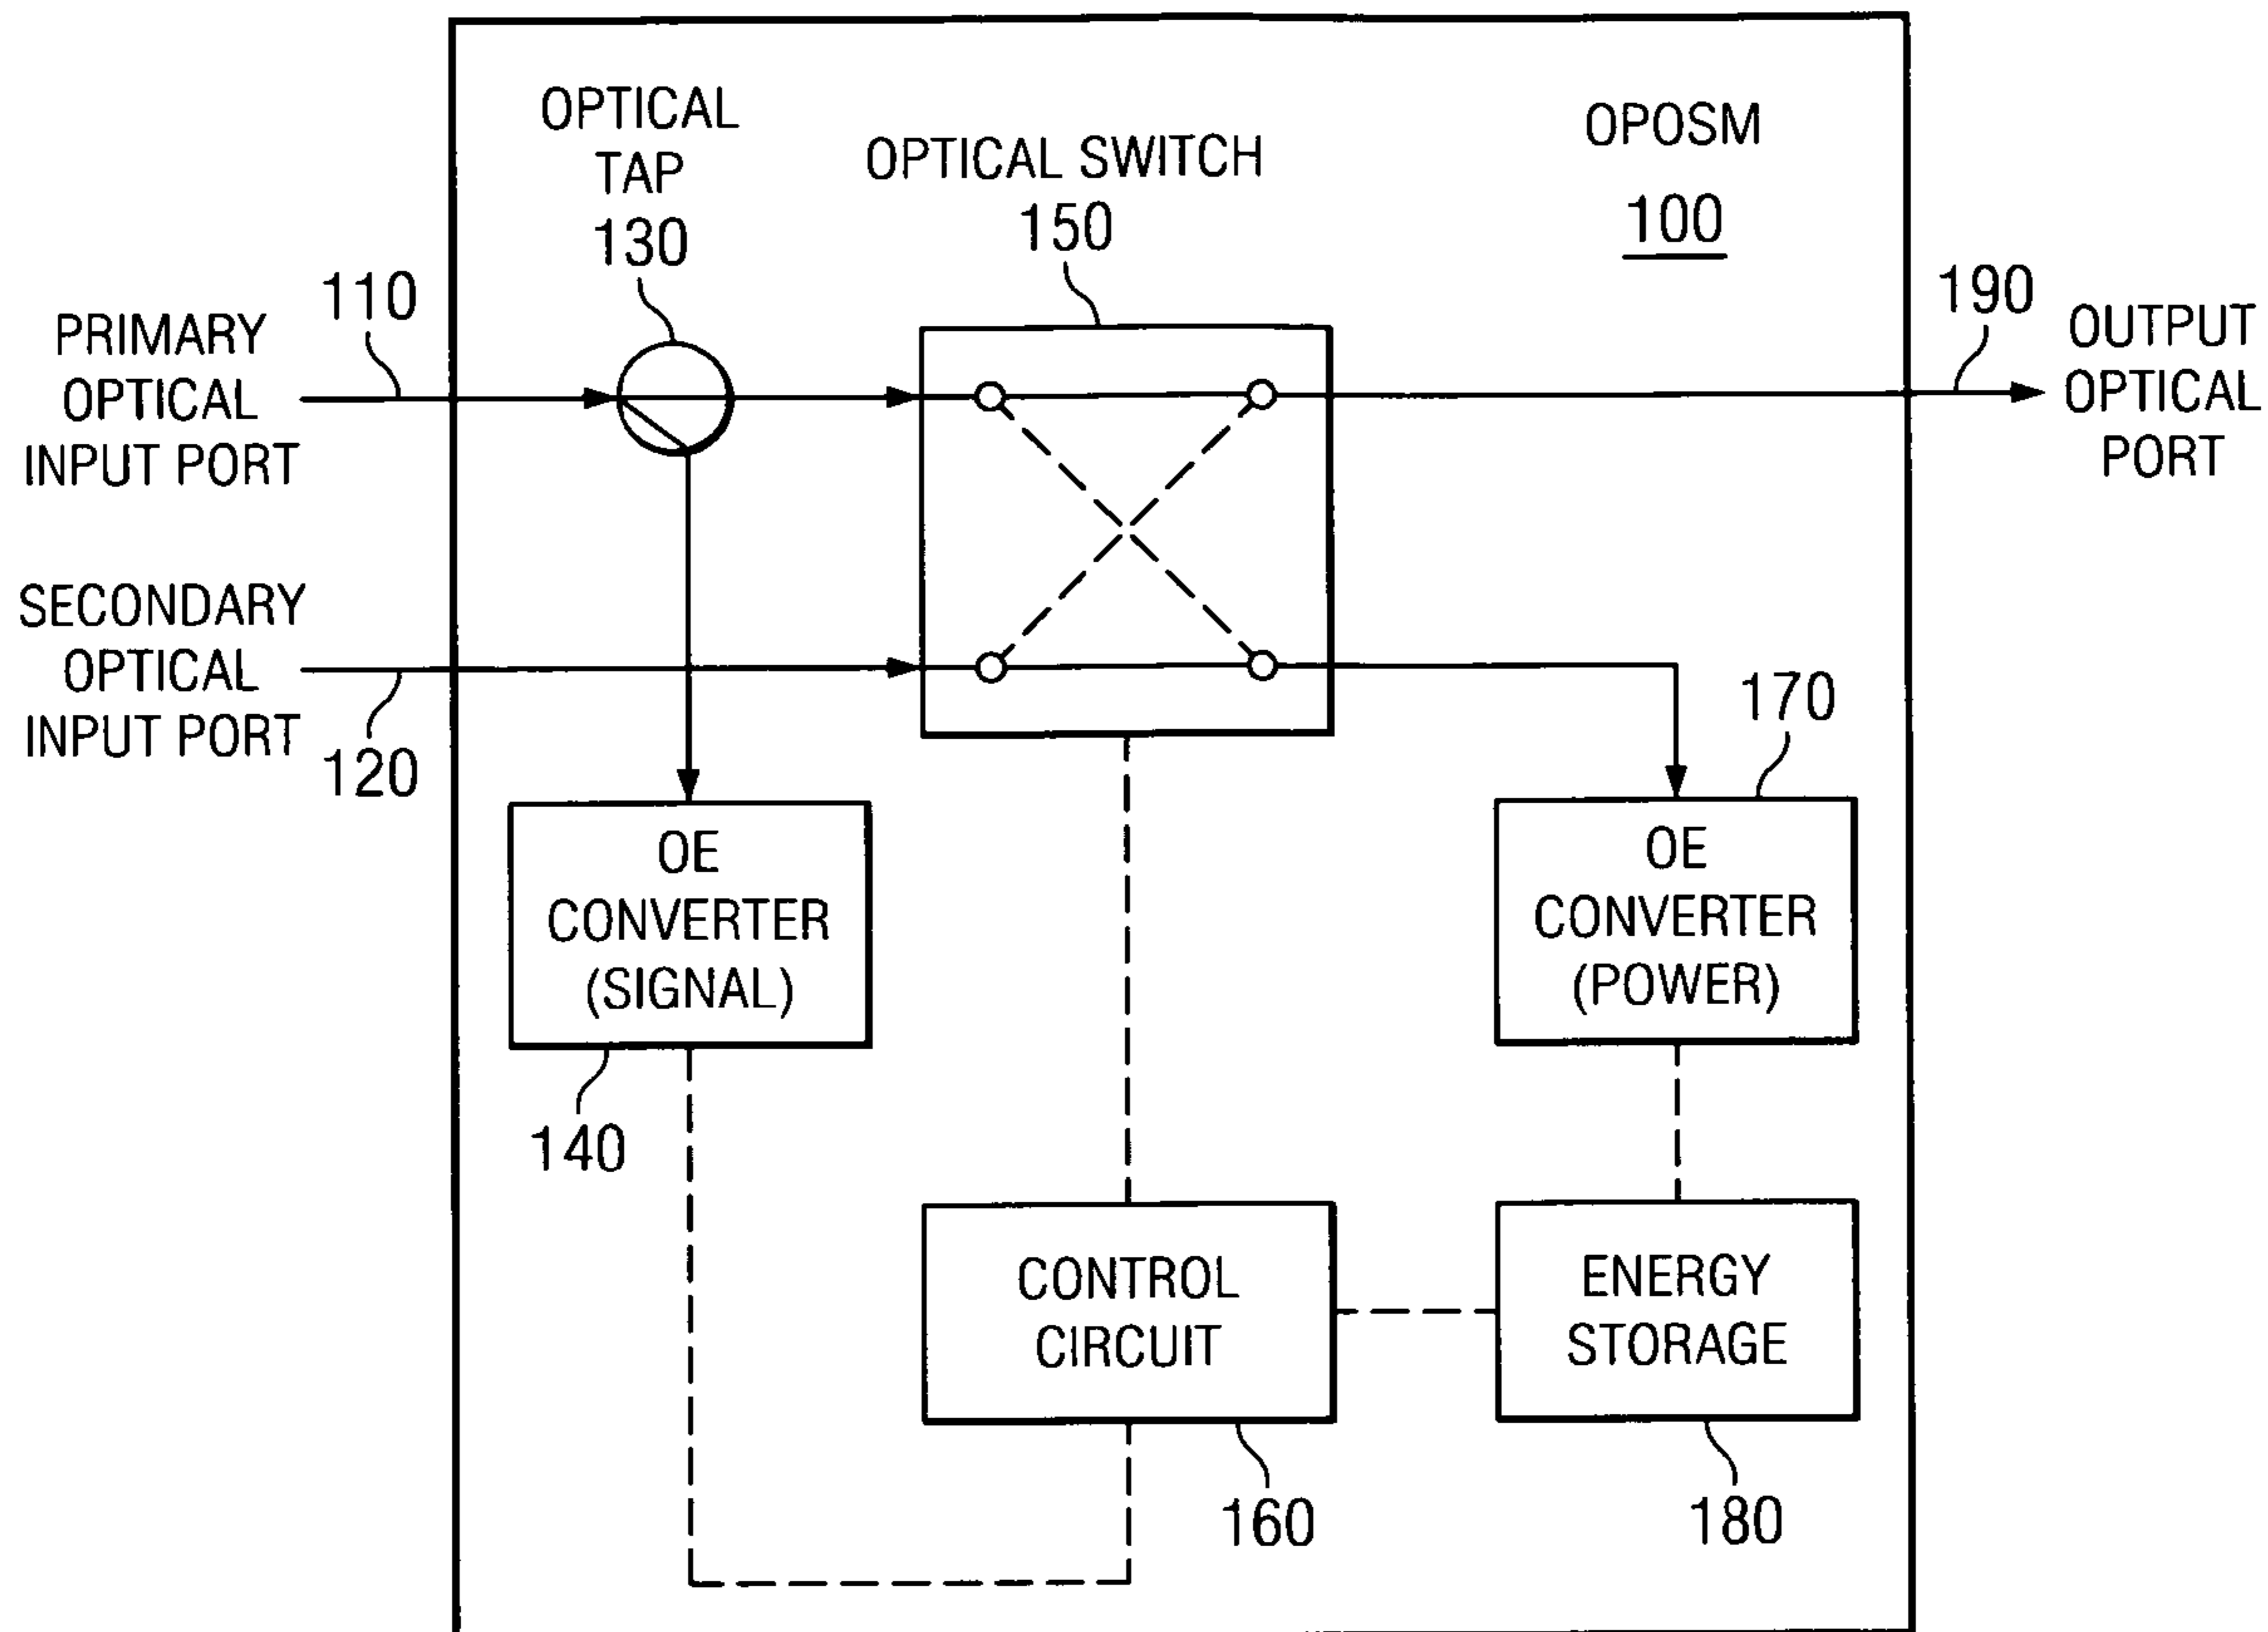 OPTICAL
TAP
130
OPTICAL SWITCH
150
OPOSM
100
110
PRIMARY
OPTICAL
INPUT PORT
190
OUTPUT
OPTICAL
PORT
SECONDARY
OPTICAL
INPUT PORT
120
170
OE
CONVERTER
(SIGNAL)
140
OE
CONVERTER
(POWER)
CONTROL
CIRCUIT
160
ENERGY
STORAGE
180